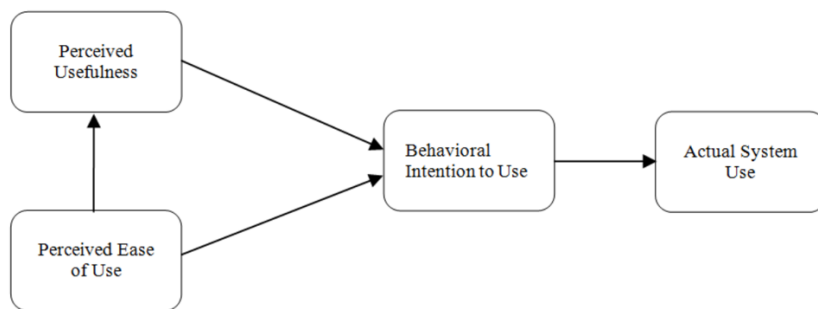 Perceived
Usefulness
Behavioral
Intention to Use
Actual System
Use
Perceived Ease
of Use